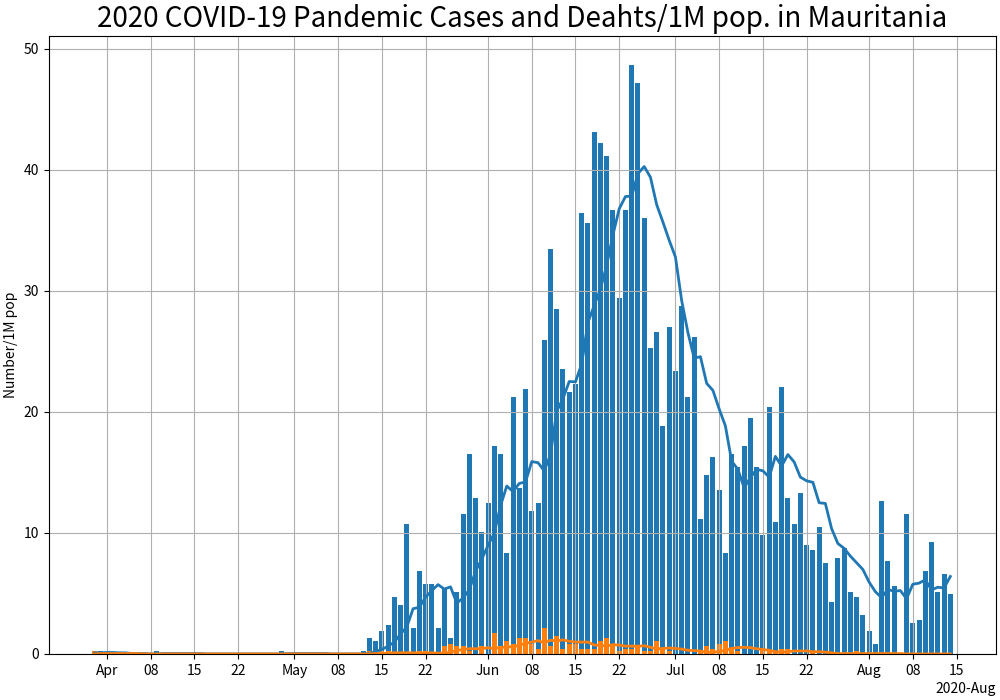 2020 COVID-19 Pandemic Cases and Deahts/1M pop. in Mauritania
Number/1M pop
50
40
30
20
10
0
Apr 08 15 22 May 08 15 22 Jun 08 15 22 Jul 08 15 22 Aug 08 15
2020-Aug